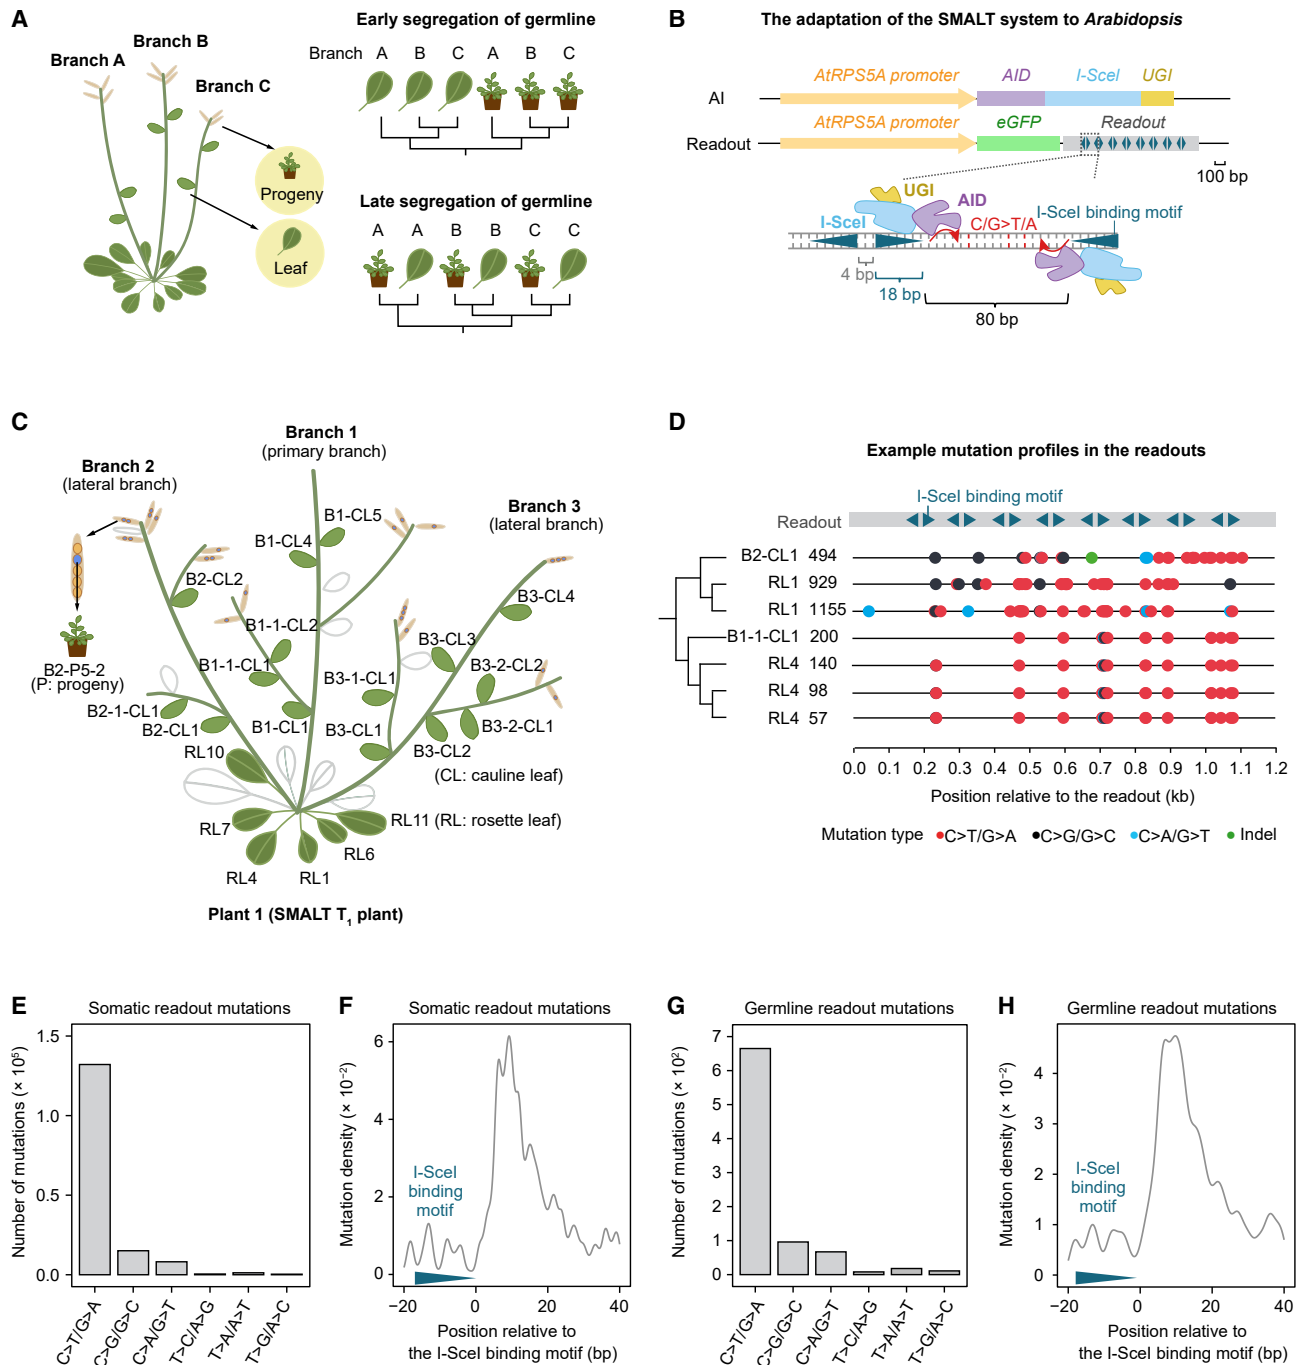 A
Branch A
Branch B
Branch C
Progeny
Leaf
Early segregation of germline
Branch A B C A B C
Late segregation of germline
A A B B C C
B
The adaptation of the SMALT system to Arabidopsis
AtRPS5A promoter AID I-SceI UGI
AI
AtRPS5A promoter eGFP Readout
Readout
100 bp
UGI
AID
I-SceI
C/G>T/A
I-SceI binding motif
4 bp
18 bp
80 bp
C
Branch 1
(primary branch)
Branch 2
(lateral branch)
Branch 3
(lateral branch)
B1-CL5
B1-CL4
B2-CL2
B3-CL4
B1-1-CL2
B3-CL3
B1-1-CL1
B3-2-CL2
B2-P5-2
(P: progeny)
B3-1-CL1
B2-1-CL1
B2-CL1
B1-CL1
B3-CL1
B3-2-CL1
B3-CL2
RL10
(CL: cauline leaf)
RL7
RL11 (RL: rosette leaf)
RL6
RL4
RL1
Plant 1 (SMALT T1 plant)
D
Example mutation profiles in the readouts
I-SceI binding motif
Readout
B2-CL1 494
RL1 929
RL1 1155
B1-1-CL1 200
RL4 140
RL4 98
RL4 57
0.0 0.1 0.2 0.3 0.4 0.5 0.6 0.7 0.8 0.9 1.0 1.1 1.2
Position relative to the readout (kb)
Mutation type C>T/G>A C>G/G>C C>A/G>T Indel
E
Somatic readout mutations
Number of mutations (× 10⁵)
1.5
1.0
0.5
0.0
C>T/G>A
C>G/G>C
C>A/G>T
T>C/A>G
T>A/A>T
T>G/A>C
F
Somatic readout mutations
Mutation density (× 10⁻²)
6
4
2
0
I-SceI
binding
motif
−20 0 20 40
Position relative to
the I-SceI binding motif (bp)
G
Germline readout mutations
Number of mutations (× 10²)
7
6
5
4
3
2
1
0
C>T/G>A
C>G/G>C
C>A/G>T
T>C/A>G
T>A/A>T
T>G/A>C
H
Germline readout mutations
Mutation density (× 10⁻²)
4
2
1
0
I-SceI
binding
motif
−20 0 20 40
Position relative to
the I-SceI binding motif (bp)